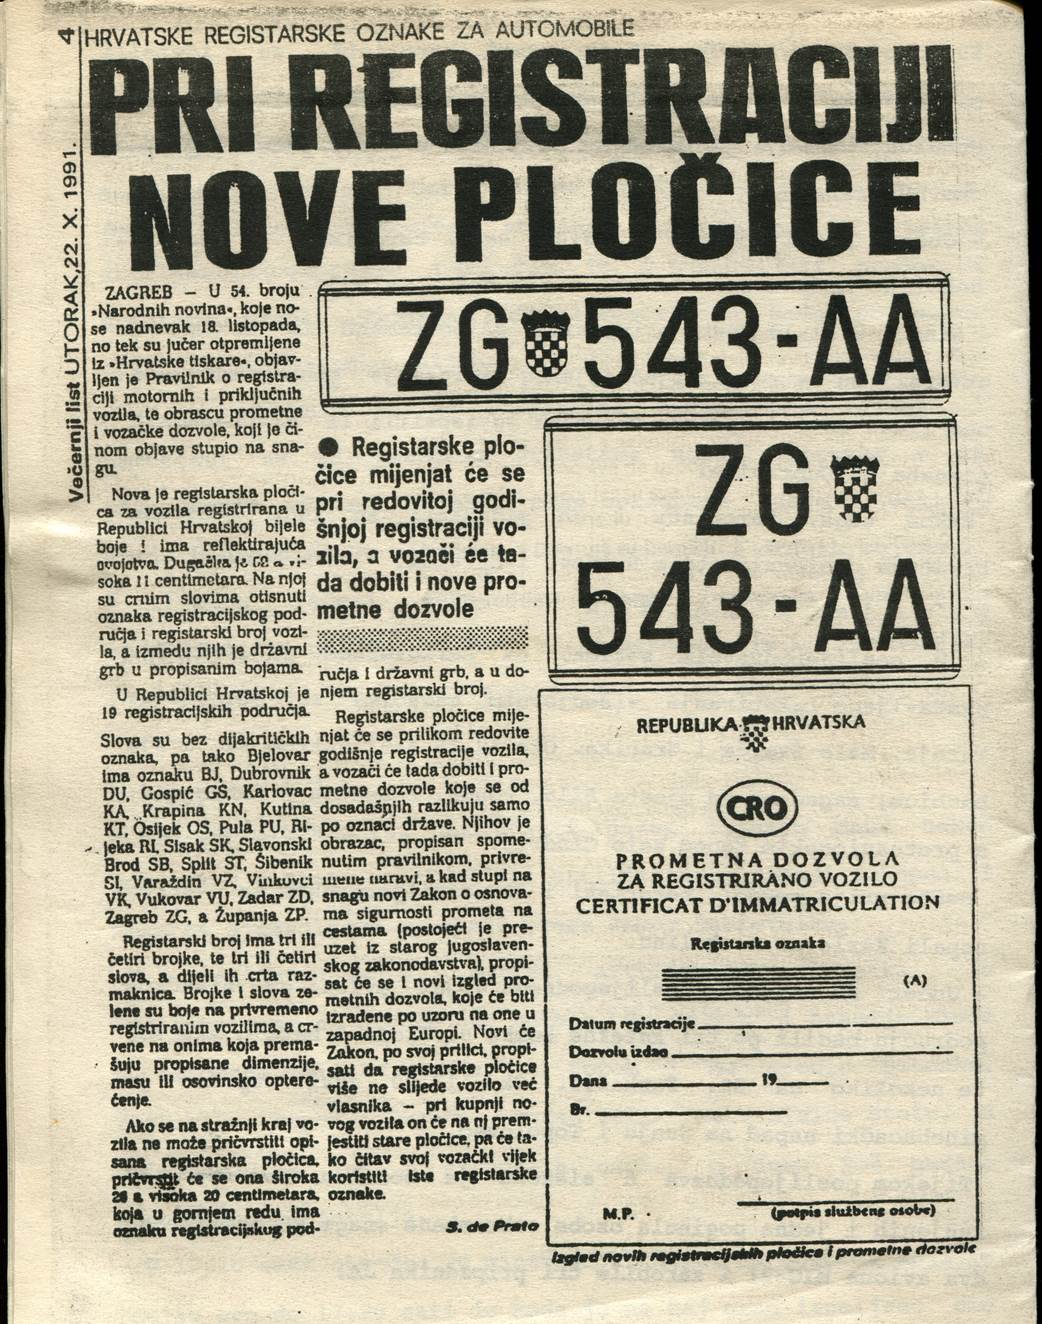 4
HRVATSKE REGISTARSKE OZNAKE ZA AUTOMOBILE
PRI REGISTRACIJI
NOVE PLOČICE
Večernji list UTORAK,22. X. 1991.
ZAGREB — U 54. broju
»Narodnih novina«, koje no-
se nadnevak 18. listopada,
no tek su jučer otpremljene
iz »Hrvatske tiskare«, objav-
ljen je Pravilnik o registra-
ciji motornih i priključnih
vozila, te obrascu prometne
i vozačke dozvole, koji je či-
nom objave stupio na sna-
gu.
Nova je registarska ploči-
ca za vozila registrirana u
Republici Hrvatskoj bijele
boje i ima reflektirajuća
svojstva. Dugačka je 52 a vi-
soka 11 centimetara. Na njoj
su crnim slovima otisnuti
oznaka registracijskog pod-
ručja i registarski broj vozi-
la, a između njih je državni
grb u propisanim bojama.
U Republici Hrvatskoj je
19 registracijskih područja.
Slova su bez dijakritičkih
oznaka, pa tako Bjelovar
ima oznaku BJ, Dubrovnik
DU, Gospić GS, Karlovac
KA, Krapina KN, Kutina
KT, Osijek OS, Pula PU, Ri-
jeka RI, Sisak SK, Slavonski
Brod SB, Split ST, Šibenik
SI, Varaždin VZ, Vinkovci
VK, Vukovar VU, Zadar ZD,
Zagreb ZG, a Županja ZP.
Registarski broj ima tri ili
četiri brojke, te tri ili četiri
slova, a dijeli ih crta raz-
maknica. Brojke i slova ze-
lene su boje na privremeno
registriranim vozilima, a cr-
vene na onima koja prema-
šuju propisane dimenzije,
masu ili osovinsko optere-
ćenje.
Ako se na stražnji kraj vo-
zila ne može pričvrstiti opi-
sana registarska pločica,
pričvrstit će se ona široka
28 a visoka 20 centimetara,
koja u gornjem redu ima
oznaku registracijskog pod-
● Registarske plo-
čice mijenjat će se
pri redovitoj godi-
šnjoj registraciji vo-
zila, a vozači će ta-
da dobiti i nove pro-
metne dozvole
ručja i državni grb, a u do-
njem registarski broj.
Registarske pločice mije-
njat će se prilikom redovite
godišnje registracije vozila,
a vozači će tada dobiti i pro-
metne dozvole koje se od
dosadašnjih razlikuju samo
po oznaci države. Njihov je
obrazac, propisan spome-
nutim pravilnikom, privre-
mene naravi, a kad stupi na
snagu novi Zakon o osnova-
ma sigurnosti prometa na
cestama (postojeći je pre-
uzet iz starog jugoslaven-
skog zakonodavstva), propi-
sat će se i novi izgled pro-
metnih dozvola, koje će biti
izrađene po uzoru na one u
zapadnoj Europi. Novi će
Zakon, po svoj prilici, propi-
sati da registarske pločice
više ne slijede vozilo već
vlasnika — pri kupnji no-
vog vozila on će na nj prem-
jestiti stare pločice, pa će ta-
ko čitav svoj vozački vijek
koristiti iste registarske
oznake.
S. de Prato
ZG 543-AA
ZG
543-AA
REPUBLIKA HRVATSKA
CRO
PROMETNA DOZVOLA
ZA REGISTRIRANO VOZILO
CERTIFICAT D'IMMATRICULATION
Registarska oznaka
(A)
Datum registracije
Dozvolu izdao
Dana 19
Br.
M.P.
(potpis službene osobe)
Izgled novih registracijskih pločica i prometne dozvole